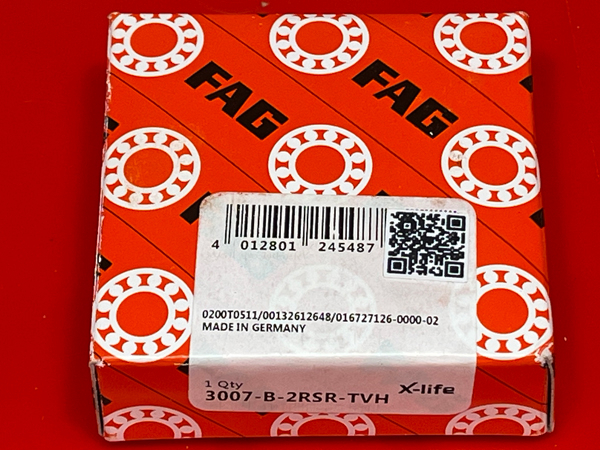 FAG FAG
4 012801 245487
0200T0511/00132612648/016727126-0000-02
MADE IN GERMANY
1 Qty
3007-B-2RSR-TVH X-life